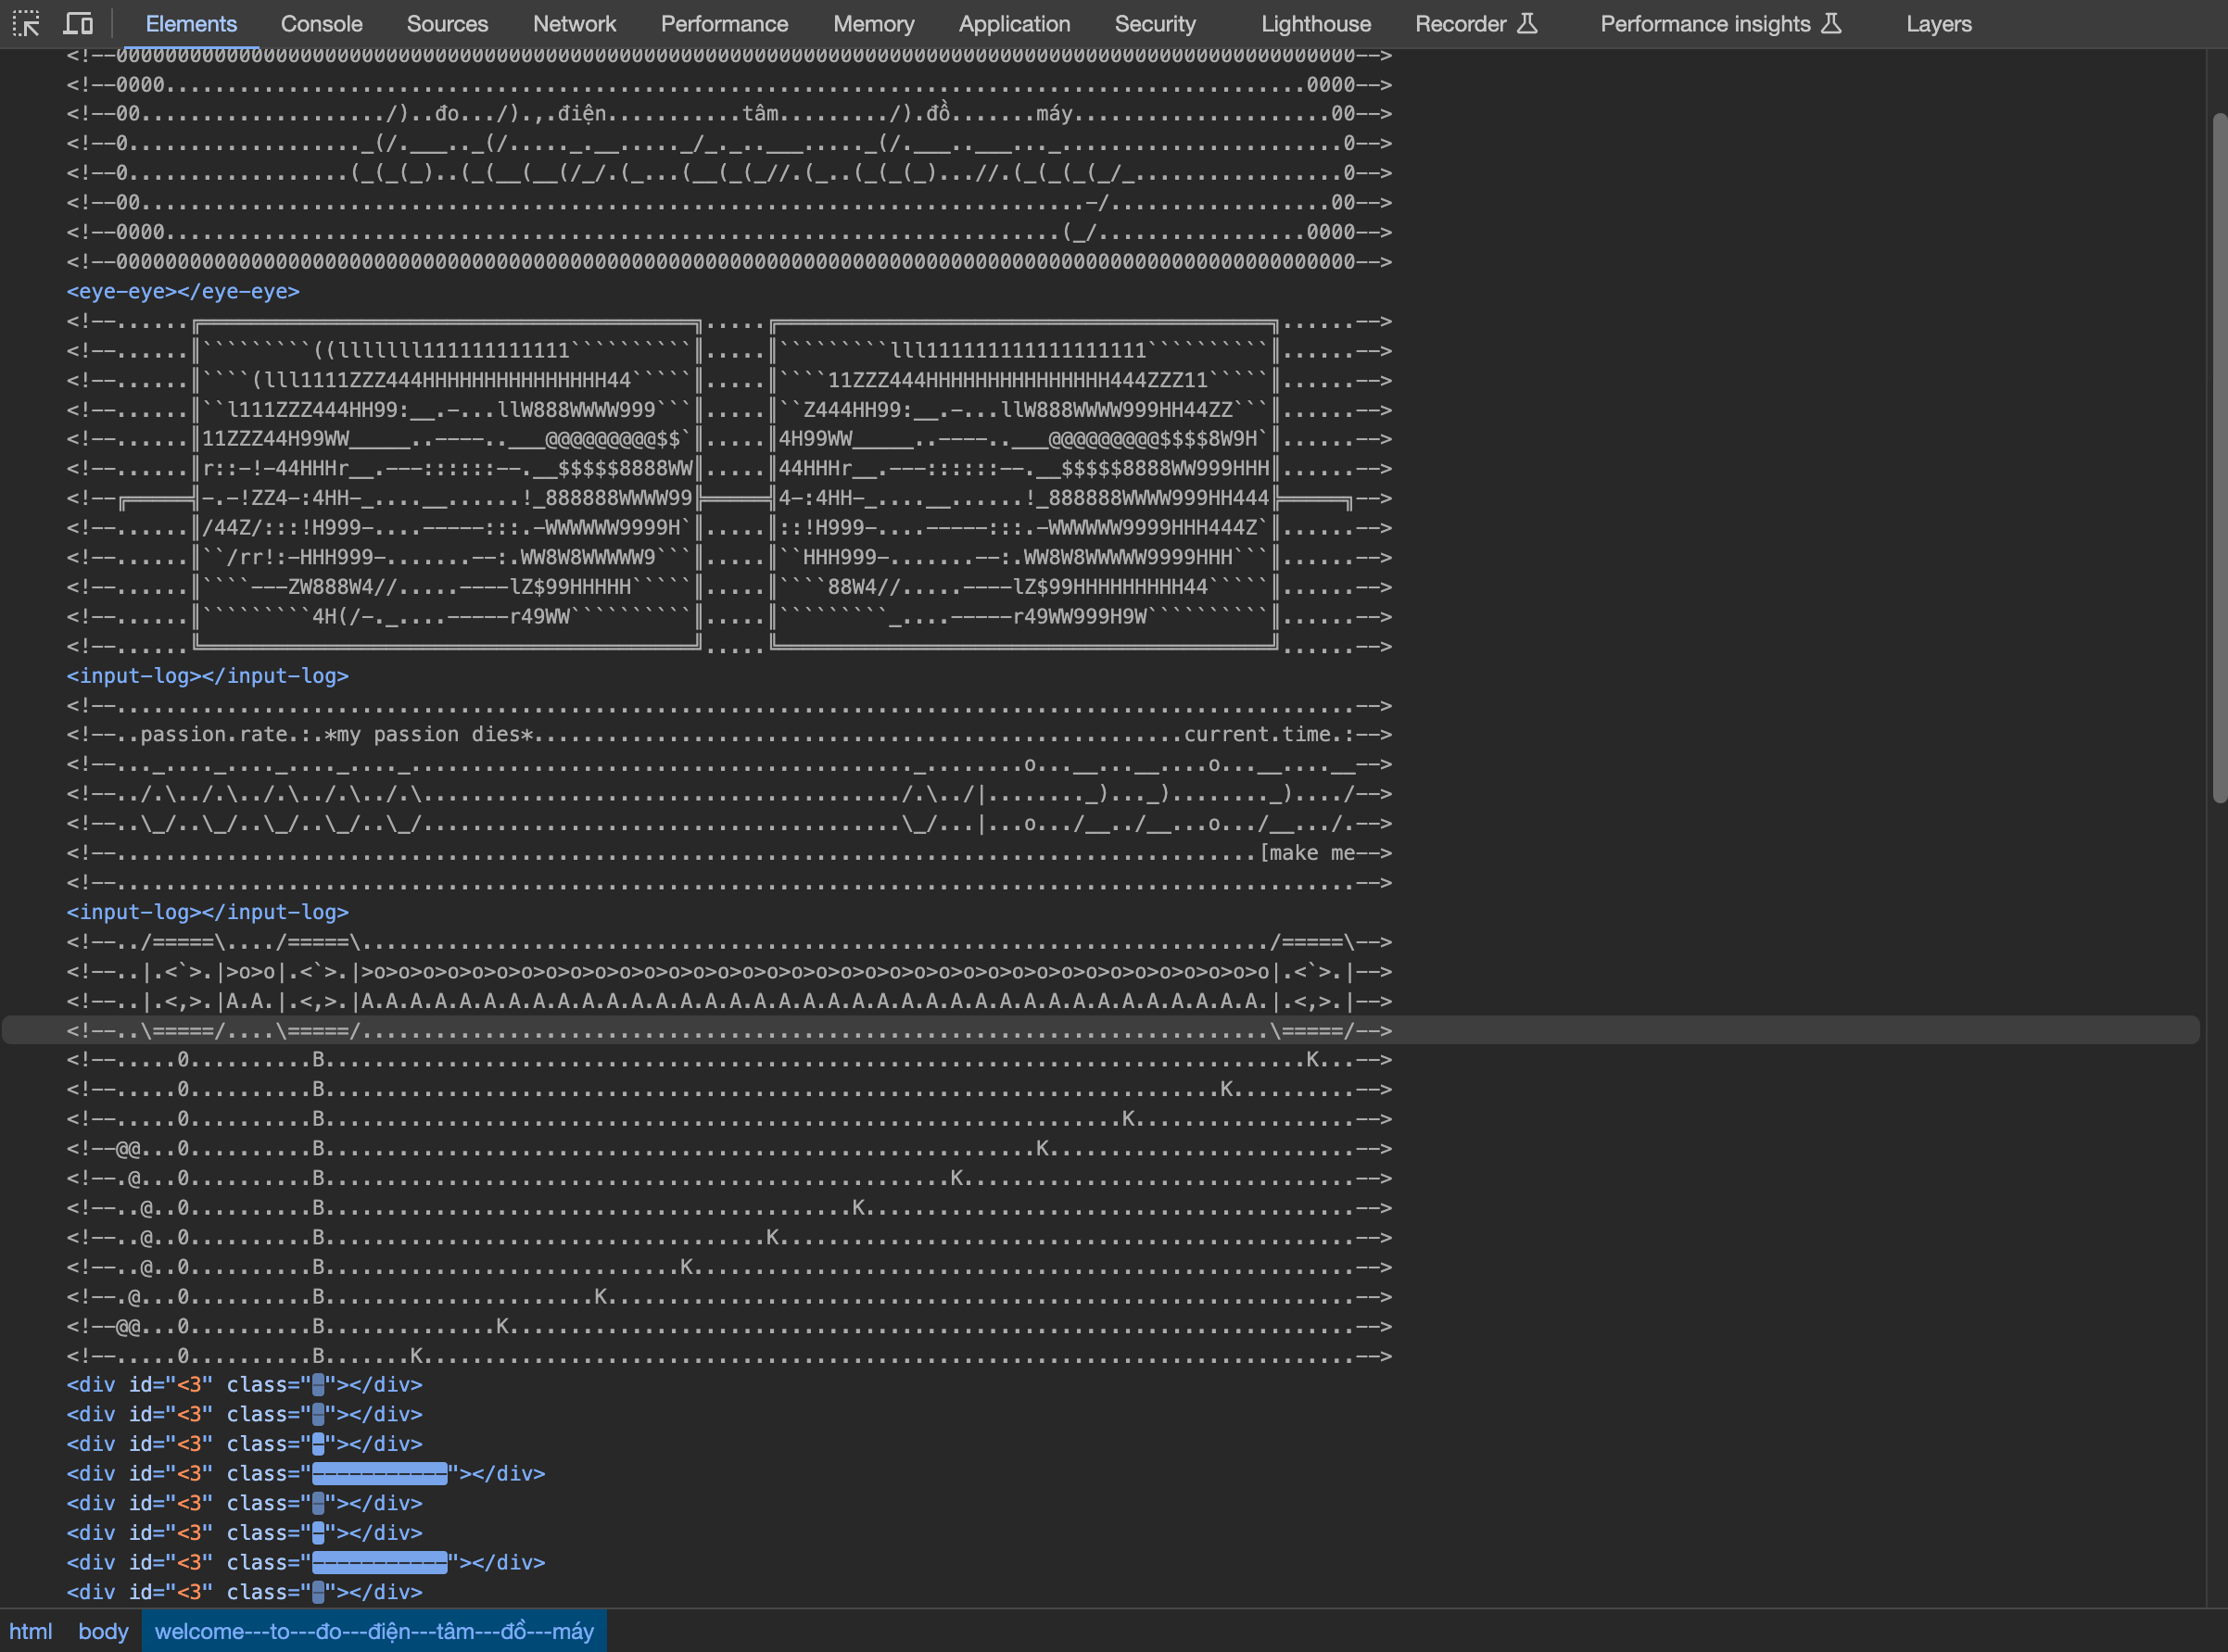 Elements Console Sources Network Performance Memory Application Security Lighthouse Recorder Performance insights Layers
<!--00000000000000000000000000000000000000000000000000000000000000000000000000000000000000000000000000000-->
<!--0000.............................................................................................0000-->
<!--00..................../)..đo.../).,.điện...........tâm........./).đồ.......máy.....................00-->
<!--0..................._(/.___.._(/....._.__....._/_._..___....._(/.___..___..._.......................0-->
<!--0..................(_(_(_)..(_(__(__(/_/.(_...(__(_(_//.(_..(_(_(_)...//.(_(_(_(_/_.................0-->
<!--00.............................................................................-/..................00-->
<!--0000.........................................................................(_/.................0000-->
<!--00000000000000000000000000000000000000000000000000000000000000000000000000000000000000000000000000000-->
<eye-eye></eye-eye>
<!--......╔════════════════════════════════════════╗.....╔════════════════════════════════════════╗......-->
<!--......║`````````((lllllll111111111111``````````║.....║`````````lll111111111111111111``````````║......-->
<!--......║````(lll1111ZZZ444HHHHHHHHHHHHHHH44`````║.....║````11ZZZ444HHHHHHHHHHHHHHH444ZZZ11`````║......-->
<!--......║``l111ZZZ444HH99:__.-...llW888WWWW999```║.....║``Z444HH99:__.-...llW888WWWW999HH44ZZ```║......-->
<!--......║11ZZZ44H99WW_____..----..___@@@@@@@@@$$`║.....║4H99WW_____..----..___@@@@@@@@@$$$$8W9H`║......-->
<!--......║r::-!-44HHHr__.---::::::--.__$$$$$8888WW║.....║44HHHr__.---::::::--.__$$$$$8888WW999HHH║......-->
<!--╔═════╣-.-!ZZ4-:4HH-_....__......!_888888WWWW99╠═════╣4-:4HH-_....__......!_888888WWWW999HH444╠═════╗-->
<!--......║/44Z/:::!H999-....-----:::.-WWWWWW9999H`║.....║::!H999-....-----:::.-WWWWWW9999HHH444Z`║......-->
<!--......║``/rr!:-HHH999-.......--:.WW8W8WWWWW9```║.....║``HHH999-.......--:.WW8W8WWWWW9999HHH```║......-->
<!--......║````---ZW888W4//.....----lZ$99HHHHH`````║.....║````88W4//.....----lZ$99HHHHHHHHH44`````║......-->
<!--......║`````````4H(/-._....-----r49WW``````````║.....║`````````_....-----r49WW999H9W``````````║......-->
<!--......╚════════════════════════════════════════╝.....╚════════════════════════════════════════╝......-->
<input-log></input-log>
<!--.....................................................................................................-->
<!--..passion.rate.:.*my passion dies*.....................................................current.time.:-->
<!--..._...._...._...._...._........................................._........o...__...__....o...__....__-->
<!--../.\../.\../.\../.\../.\......................................./.\../|........_)..._)........_)..../-->
<!--..\_/..\_/..\_/..\_/..\_/.......................................\_/...|...o.../__../__...o.../__.../.-->
<!--.............................................................................................[make me-->
<!--.....................................................................................................-->
<input-log></input-log>
<!--../=====\..../=====\........................................................................../=====\-->
<!--..|.<`>.|>o>o|.<`>.|>o>o>o>o>o>o>o>o>o>o>o>o>o>o>o>o>o>o>o>o>o>o>o>o>o>o>o>o>o>o>o>o>o>o>o>o>o|.<`>.|-->
<!--..|.<,>.|A.A.|.<,>.|A.A.A.A.A.A.A.A.A.A.A.A.A.A.A.A.A.A.A.A.A.A.A.A.A.A.A.A.A.A.A.A.A.A.A.A.A.|.<,>.|-->
<!--..\=====/....\=====/..........................................................................\=====/-->
<!--.....0..........B................................................................................K...-->
<!--.....0..........B.........................................................................K..........-->
<!--.....0..........B.................................................................K..................-->
<!--@@...0..........B..........................................................K.........................-->
<!--.@...0..........B...................................................K................................-->
<!--..@..0..........B...........................................K........................................-->
<!--..@..0..........B....................................K...............................................-->
<!--..@..0..........B.............................K......................................................-->
<!--.@...0..........B......................K.............................................................-->
<!--@@...0..........B..............K.....................................................................-->
<!--.....0..........B.......K............................................................................-->
<div id="<3" class="-"></div>
<div id="<3" class="-"></div>
<div id="<3" class="-"></div>
<div id="<3" class="-----------"></div>
<div id="<3" class="-"></div>
<div id="<3" class="-"></div>
<div id="<3" class="-----------"></div>
<div id="<3" class="-"></div>
html body welcome---to---đo---điện---tâm---đồ---máy